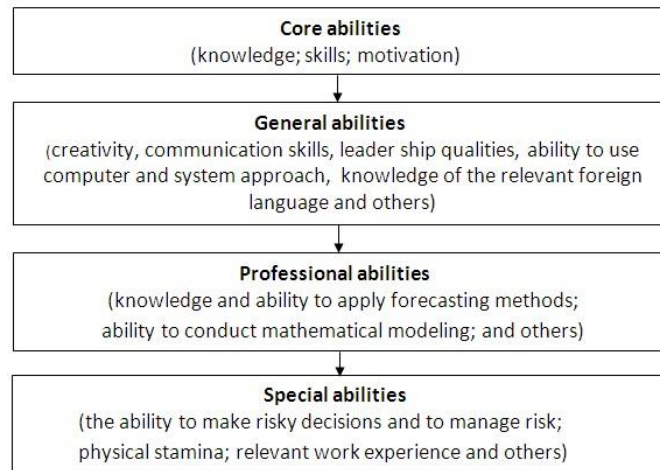 Core abilities
(knowledge; skills; motivation)
General abilities
(creativity, communication skills, leader ship qualities, ability to use
computer and system approach, knowledge of the relevant foreign
language and others)
Professional abilities
(knowledge and ability to apply forecasting methods;
ability to conduct mathematical modeling; and others)
Special abilities
(the ability to make risky decisions and to manage risk;
physical stamina; relevant work experience and others)